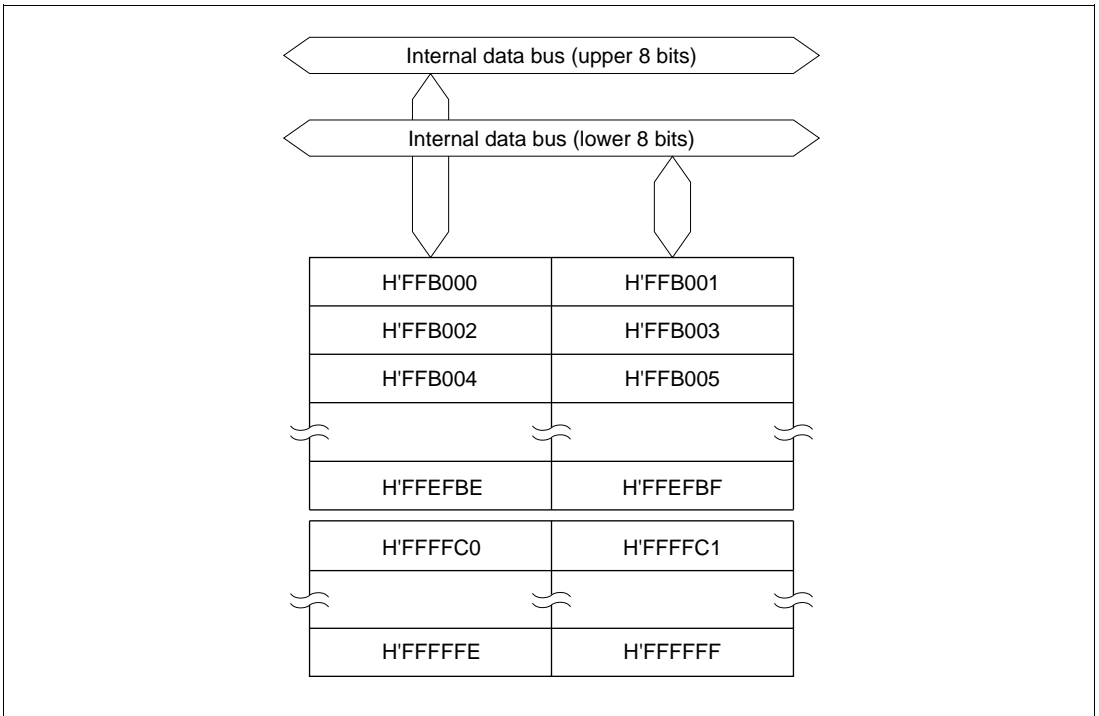 Internal data bus (upper 8 bits)
Internal data bus (lower 8 bits)
H'FFB000 H'FFB001
H'FFB002 H'FFB003
H'FFB004 H'FFB005
H'FFEFBE H'FFEFBF
H'FFFFC0 H'FFFFC1
H'FFFFFE H'FFFFFF